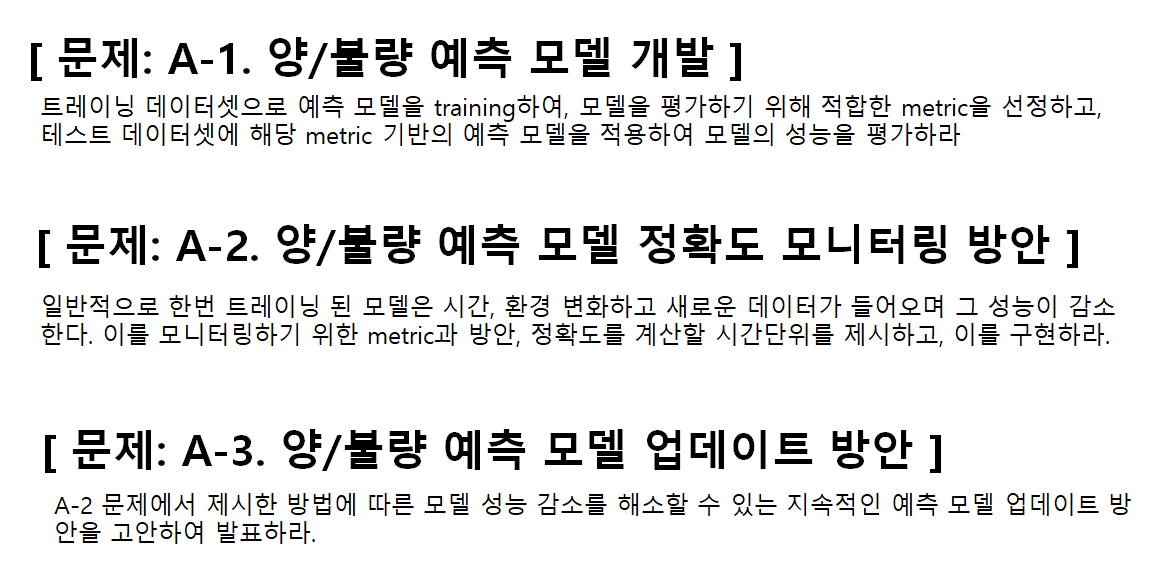 [ 문제: A-1. 양/불량 예측 모델 개발 ]
트레이닝 데이터셋으로 예측 모델을 training하여, 모델을 평가하기 위해 적합한 metric을 선정하고,
테스트 데이터셋에 해당 metric 기반의 예측 모델을 적용하여 모델의 성능을 평가하라
[ 문제: A-2. 양/불량 예측 모델 정확도 모니터링 방안 ]
일반적으로 한번 트레이닝 된 모델은 시간, 환경 변화하고 새로운 데이터가 들어오며 그 성능이 감소
한다. 이를 모니터링하기 위한 metric과 방안, 정확도를 계산할 시간단위를 제시하고, 이를 구현하라.
[ 문제: A-3. 양/불량 예측 모델 업데이트 방안 ]
A-2 문제에서 제시한 방법에 따른 모델 성능 감소를 해소할 수 있는 지속적인 예측 모델 업데이트 방
안을 고안하여 발표하라.